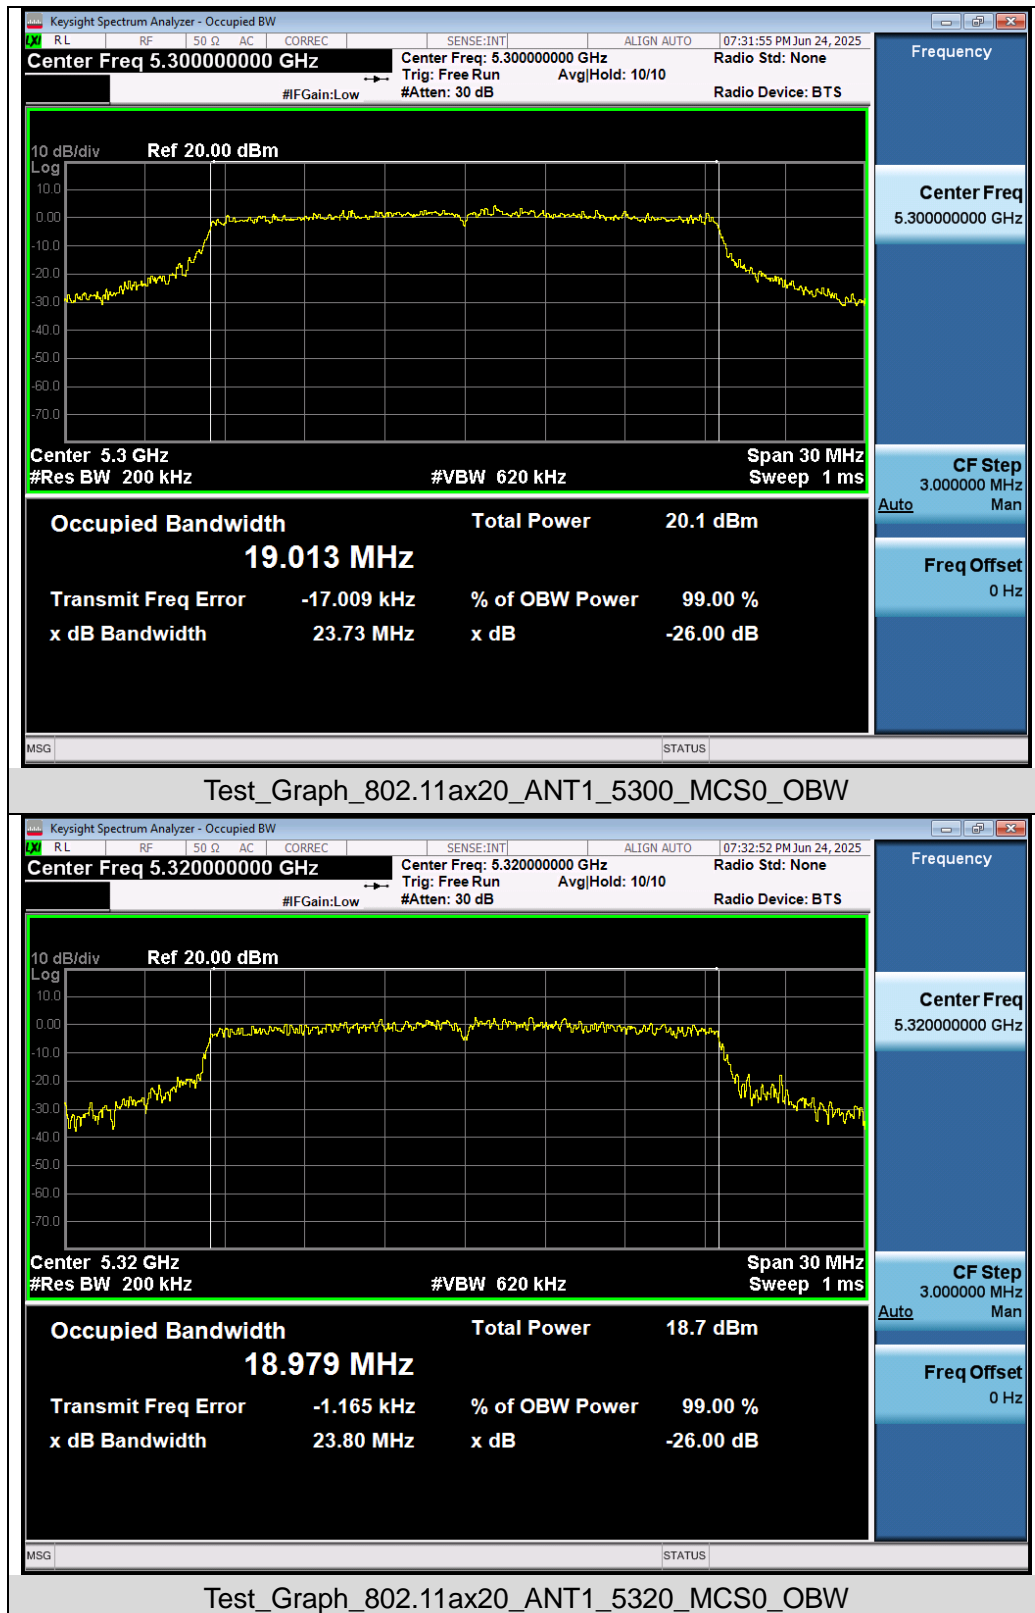 Keysight Spectrum Analyzer - Occupied BW
LXI RL RF 50 Ω AC CORREC SENSE:INT ALIGN AUTO 07:31:55 PM Jun 24, 2025
Center Freq 5.300000000 GHz
Center Freq: 5.300000000 GHz Radio Std: None
Trig: Free Run Avg|Hold: 10/10
#IFGain:Low #Atten: 30 dB Radio Device: BTS
Frequency
10 dB/div Ref 20.00 dBm
Log
10.0
0.00
-10.0
-20.0
-30.0
-40.0
-50.0
-60.0
-70.0
Center 5.3 GHz Span 30 MHz
#Res BW 200 kHz #VBW 620 kHz Sweep 1 ms
Center Freq
5.300000000 GHz
CF Step
3.000000 MHz
Auto Man
Freq Offset
0 Hz
Occupied Bandwidth Total Power 20.1 dBm
19.013 MHz
Transmit Freq Error -17.009 kHz % of OBW Power 99.00 %
x dB Bandwidth 23.73 MHz x dB -26.00 dB
MSG STATUS
Test_Graph_802.11ax20_ANT1_5300_MCS0_OBW
Keysight Spectrum Analyzer - Occupied BW
LXI RL RF 50 Ω AC CORREC SENSE:INT ALIGN AUTO 07:32:52 PM Jun 24, 2025
Center Freq 5.320000000 GHz
Center Freq: 5.320000000 GHz Radio Std: None
Trig: Free Run Avg|Hold: 10/10
#IFGain:Low #Atten: 30 dB Radio Device: BTS
Frequency
10 dB/div Ref 20.00 dBm
Log
10.0
0.00
-10.0
-20.0
-30.0
-40.0
-50.0
-60.0
-70.0
Center 5.32 GHz Span 30 MHz
#Res BW 200 kHz #VBW 620 kHz Sweep 1 ms
Center Freq
5.320000000 GHz
CF Step
3.000000 MHz
Auto Man
Freq Offset
0 Hz
Occupied Bandwidth Total Power 18.7 dBm
18.979 MHz
Transmit Freq Error -1.165 kHz % of OBW Power 99.00 %
x dB Bandwidth 23.80 MHz x dB -26.00 dB
MSG STATUS
Test_Graph_802.11ax20_ANT1_5320_MCS0_OBW